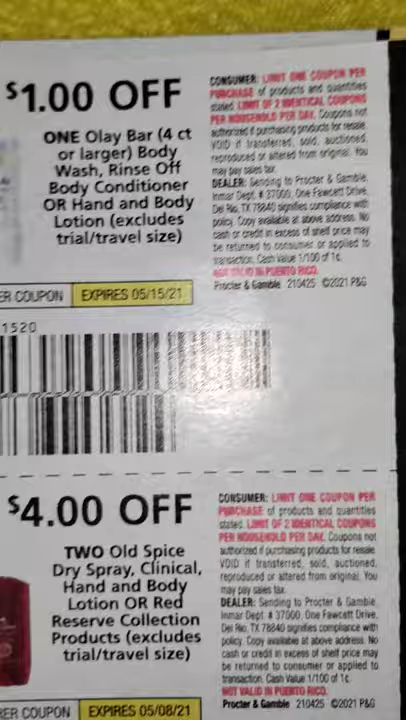 $1.00 OFF
ONE Olay Bar (4 ct
or larger) Body
Wash, Rinse Off
Body Conditioner
OR Hand and Body
Lotion (excludes
trial/travel size)
ER COUPON EXPIRES 05/15/21
CONSUMER: LIMIT ONE COUPON PER
PURCHASE of products and quantities
stated. LIMIT OF 2 IDENTICAL COUPONS
PER HOUSEHOLD PER DAY. Coupons not
authorized if purchasing products for resale.
VOID if transferred, sold, auctioned,
reproduced or altered from original. You
may pay sales tax.
DEALER: Sending to Procter & Gamble,
Inmar Dept. # 37000, One Fawcett Drive,
Del Rio, TX 78840 signifies compliance with
policy. Copy available at above address. No
cash or credit in excess of shelf price may
be returned to consumer or applied to
transaction. Cash Value 1/100 of 1¢.
NOT VALID IN PUERTO RICO.
Procter & Gamble 210425 ©2021 P&G
1520
$4.00 OFF
TWO Old Spice
Dry Spray, Clinical,
Hand and Body
Lotion OR Red
Reserve Collection
Products (excludes
trial/travel size)
ER COUPON EXPIRES 05/08/21
CONSUMER: LIMIT ONE COUPON PER
PURCHASE of products and quantities
stated. LIMIT OF 2 IDENTICAL COUPONS
PER HOUSEHOLD PER DAY. Coupons not
authorized if purchasing products for resale.
VOID if transferred, sold, auctioned,
reproduced or altered from original. You
may pay sales tax.
DEALER: Sending to Procter & Gamble,
Inmar Dept. # 37000, One Fawcett Drive,
Del Rio, TX 78840 signifies compliance with
policy. Copy available at above address. No
cash or credit in excess of shelf price may
be returned to consumer or applied to
transaction. Cash Value 1/100 of 1¢.
NOT VALID IN PUERTO RICO.
Procter & Gamble 210425 ©2021 P&G